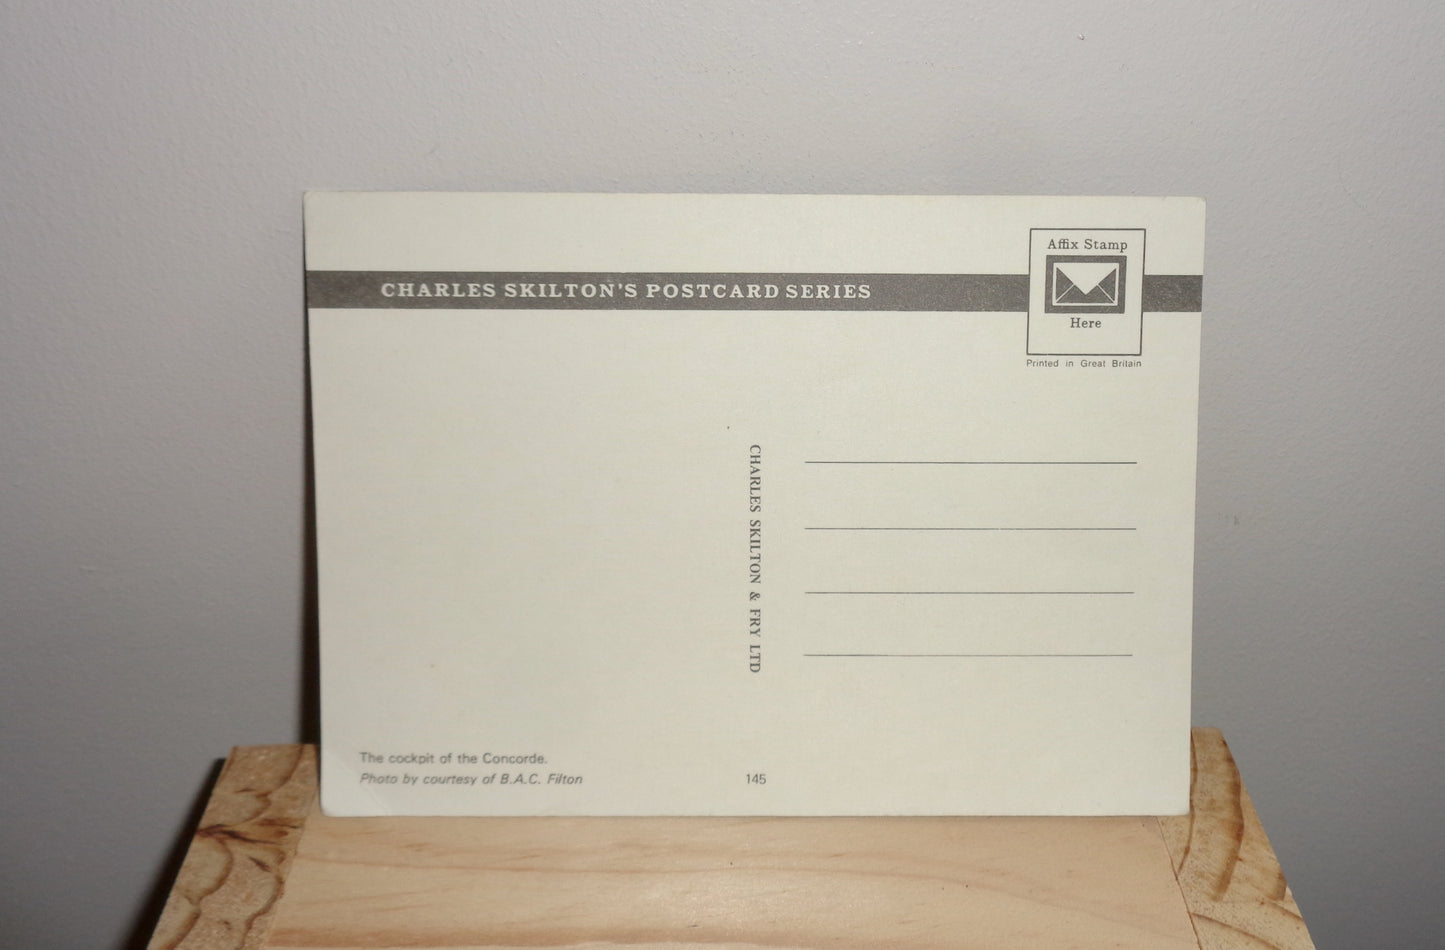 Affix Stamp
CHARLES SKILTON'S POSTCARD SERIES
Here
Printed in Great Britain
CHARLES SKILTON & FRY LTD
The cockpit of the Concorde.
Photo by courtesy of B.A.C. Filton
145